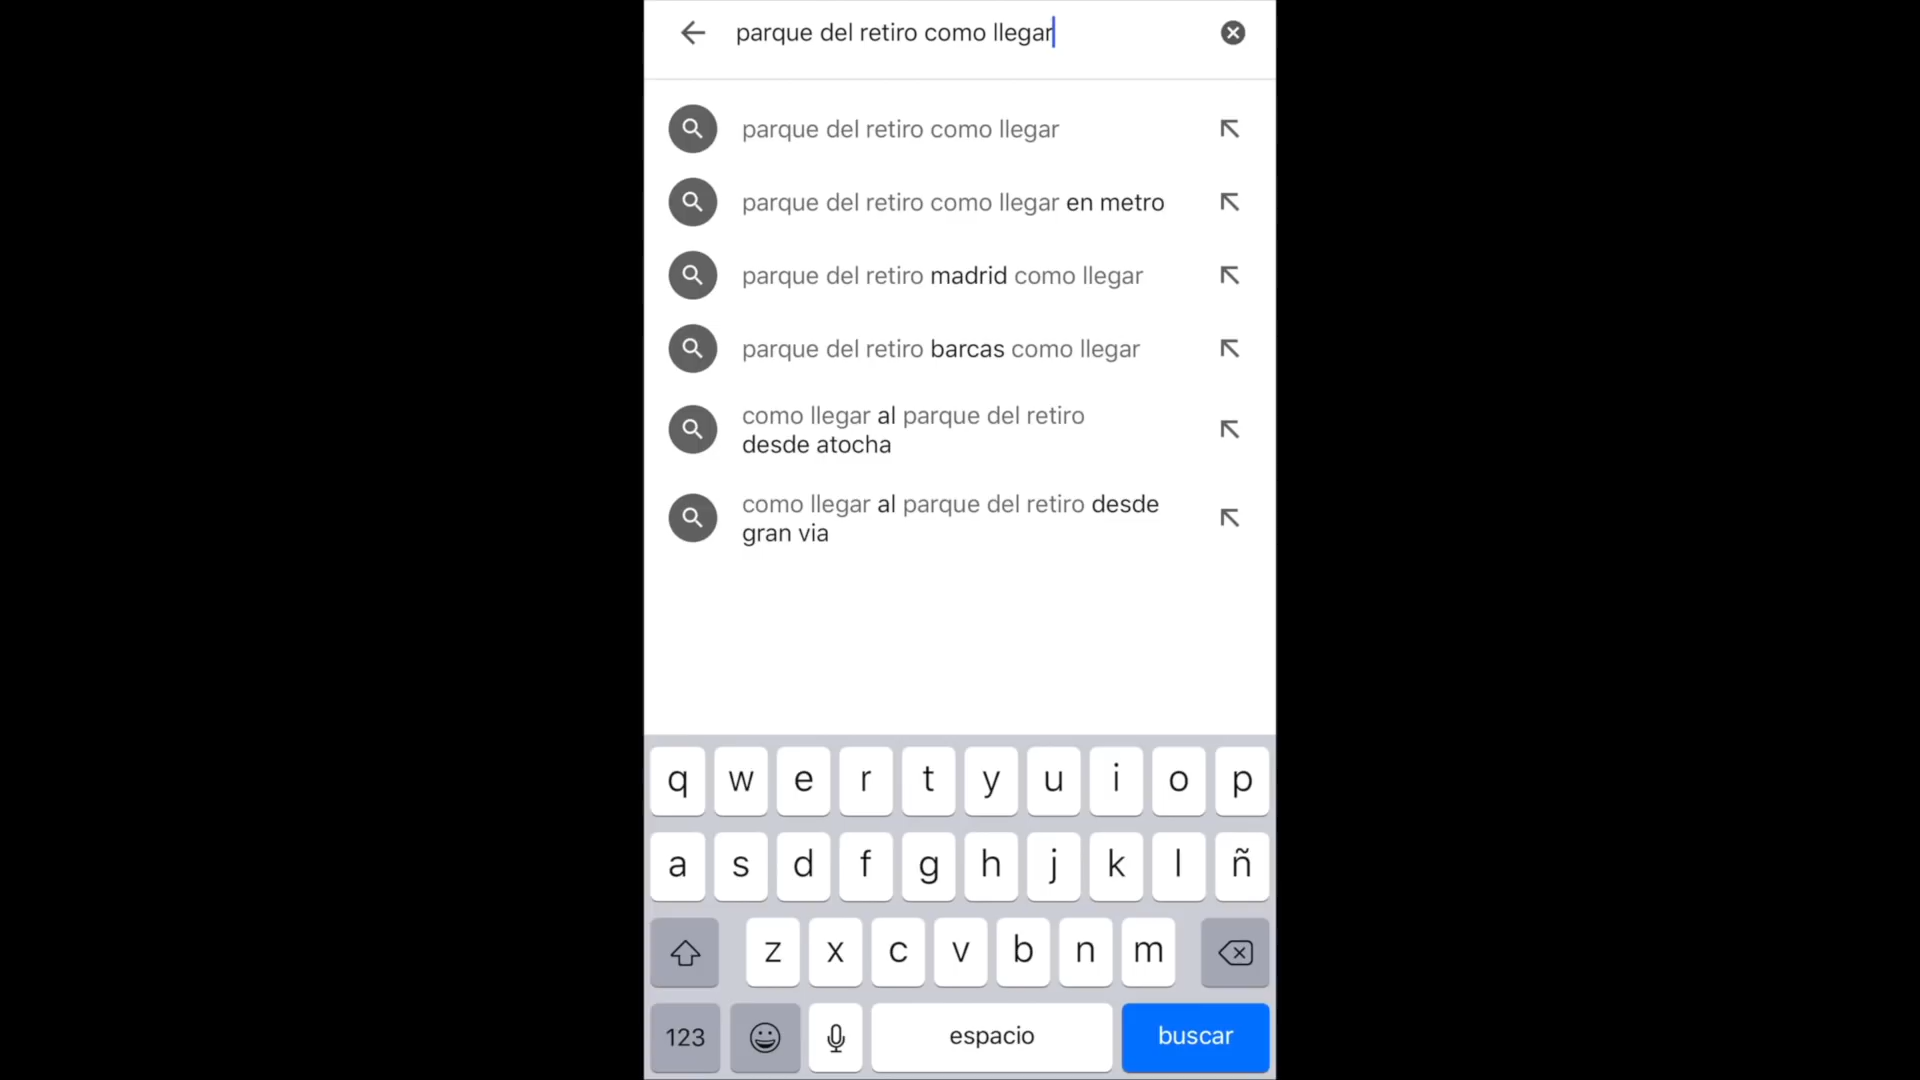 parque del retiro como llegar
parque del retiro como llegar
parque del retiro como llegar en metro
parque del retiro madrid como llegar
parque del retiro barcas como llegar
como llegar al parque del retiro
desde atocha
como llegar al parque del retiro desde
gran via
q w e r t y u i o p
a s d f g h j k l ñ
z x c v b n m
123 espacio buscar